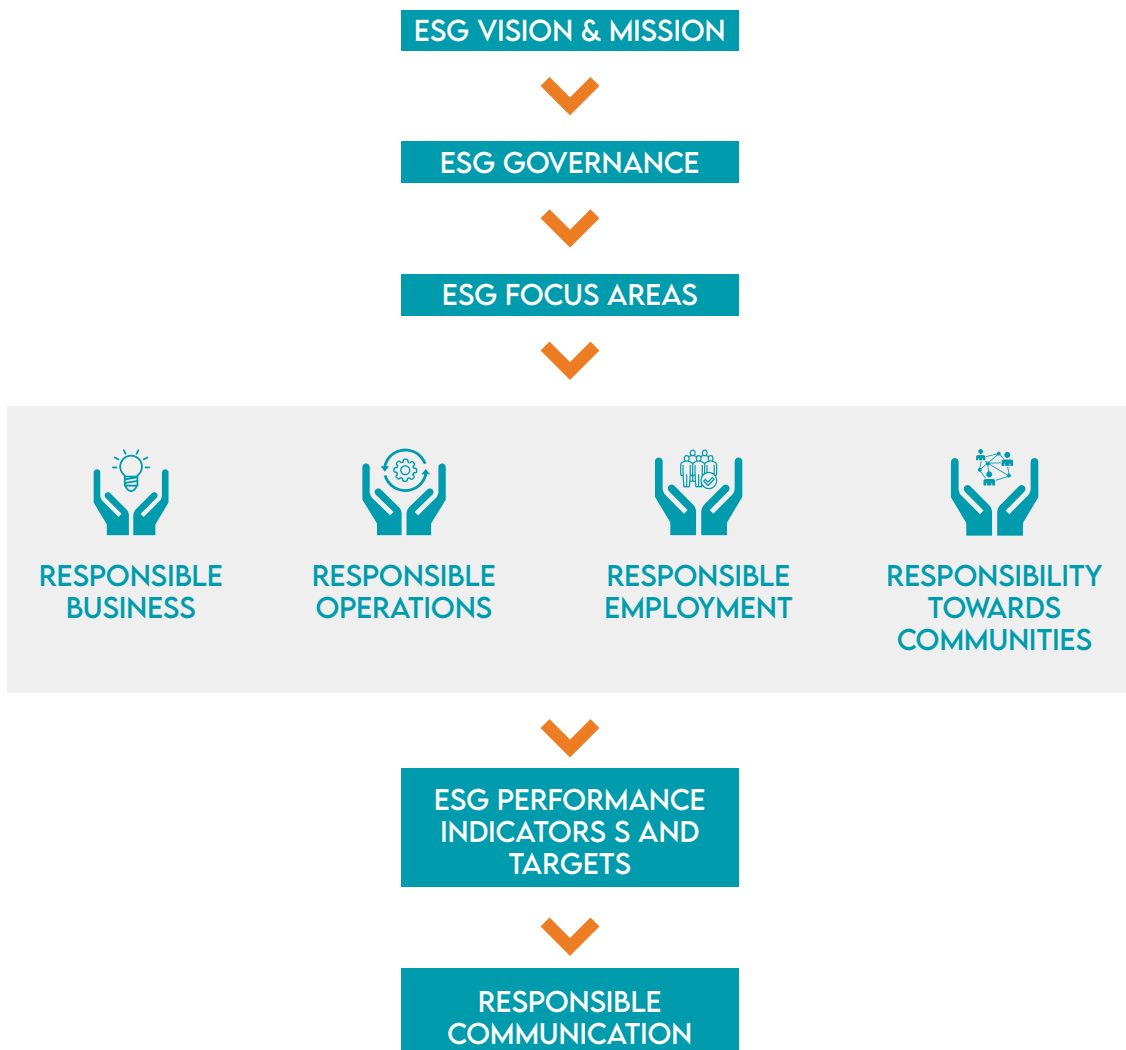 ESG VISION & MISSION
ESG GOVERNANCE
ESG FOCUS AREAS
RESPONSIBLE
BUSINESS
RESPONSIBLE
OPERATIONS
RESPONSIBLE
EMPLOYMENT
RESPONSIBILITY
TOWARDS
COMMUNITIES
ESG PERFORMANCE
INDICATORS S AND
TARGETS
RESPONSIBLE
COMMUNICATION